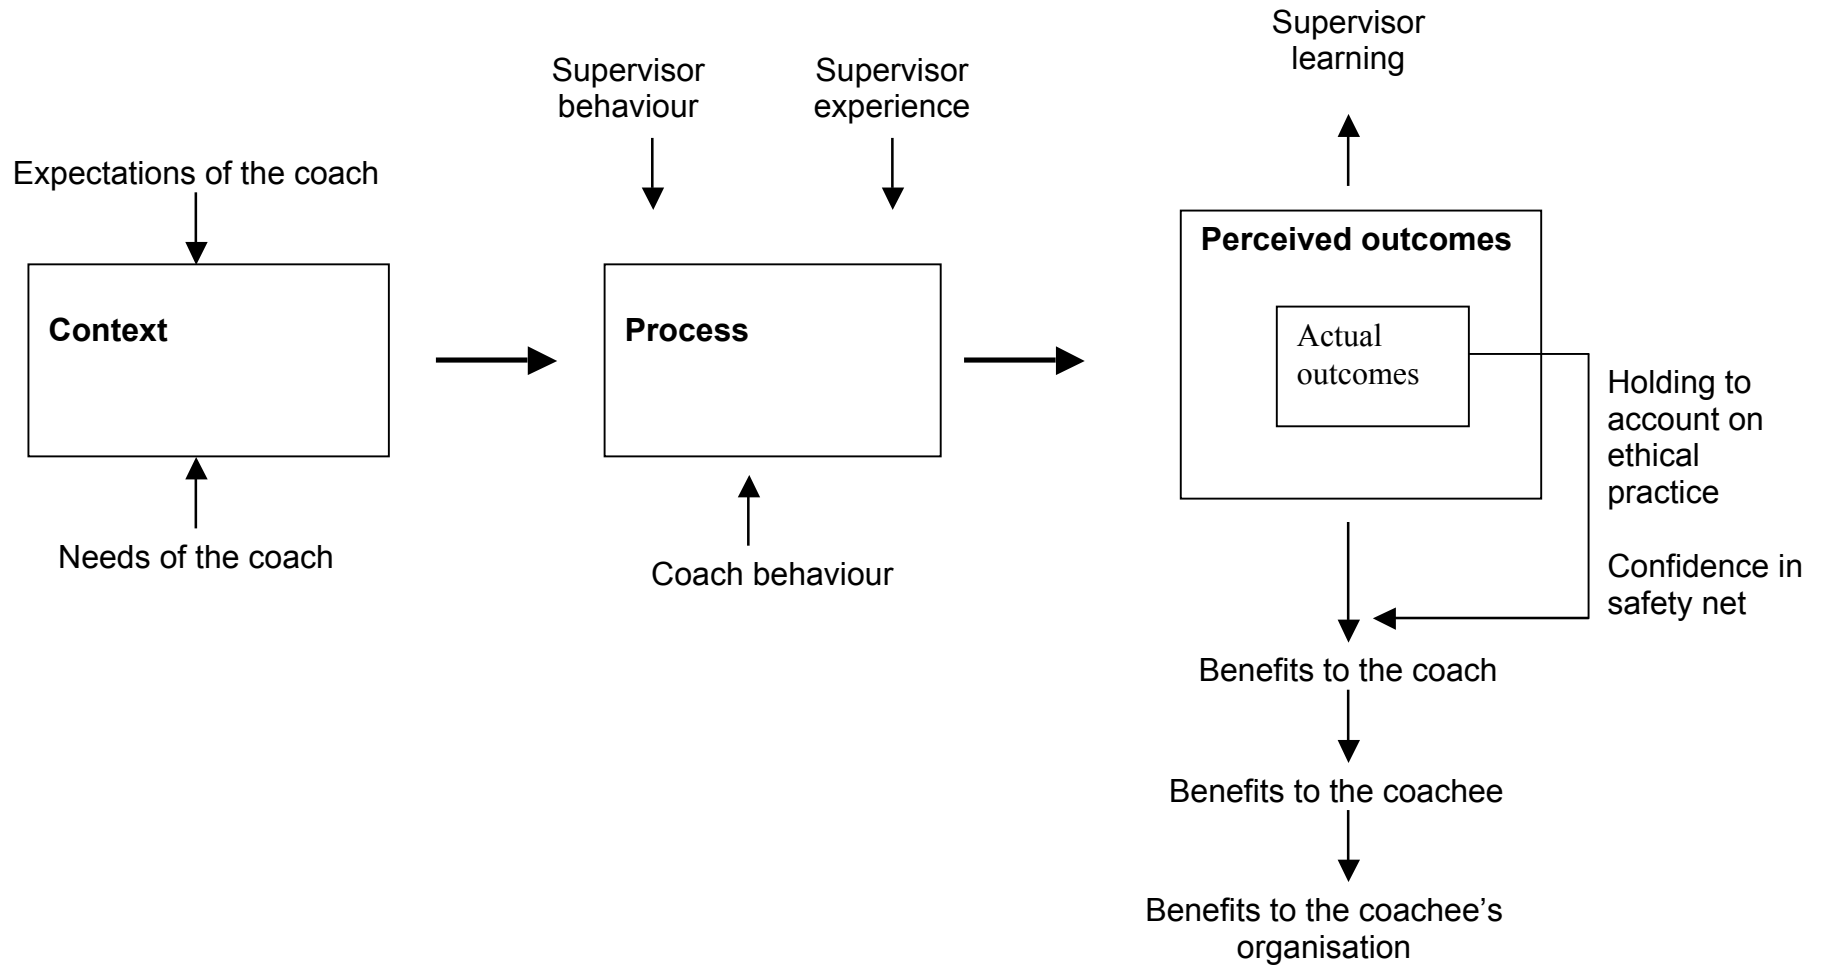 Expectations of the coach
Context
Needs of the coach
Supervisor
behaviour
Supervisor
experience
Process
Coach behaviour
Supervisor
learning
Perceived outcomes
Actual
outcomes
Holding to
account on
ethical
practice
Confidence in
safety net
Benefits to the coach
Benefits to the coachee
Benefits to the coachee’s
organisation